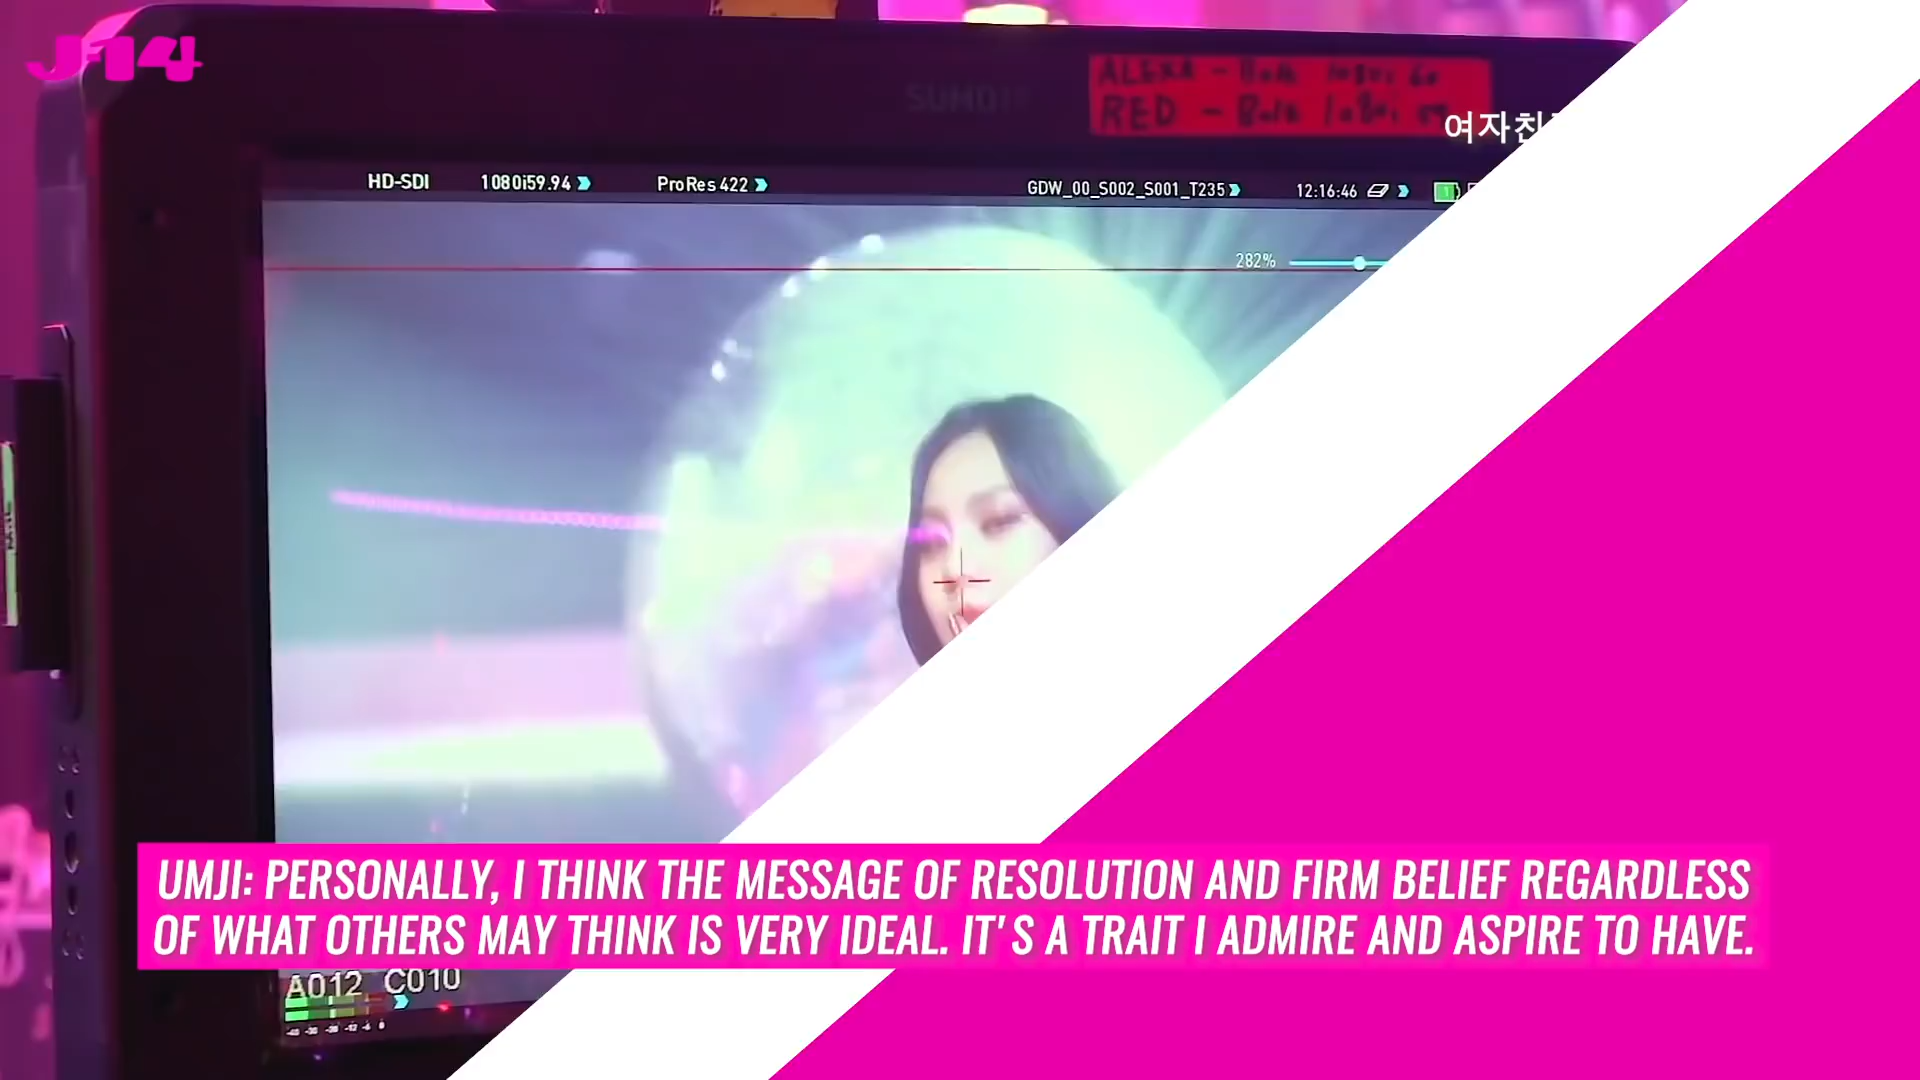 J-14
ALEXA -
RED -
여자친
HD-SDI 1080i59.94 ProRes 422 GDW_00_S002_S001_T235 12:16:46
282%
UMJI: PERSONALLY, I THINK THE MESSAGE OF RESOLUTION AND FIRM BELIEF REGARDLESS
OF WHAT OTHERS MAY THINK IS VERY IDEAL. IT'S A TRAIT I ADMIRE AND ASPIRE TO HAVE.
A012 C010